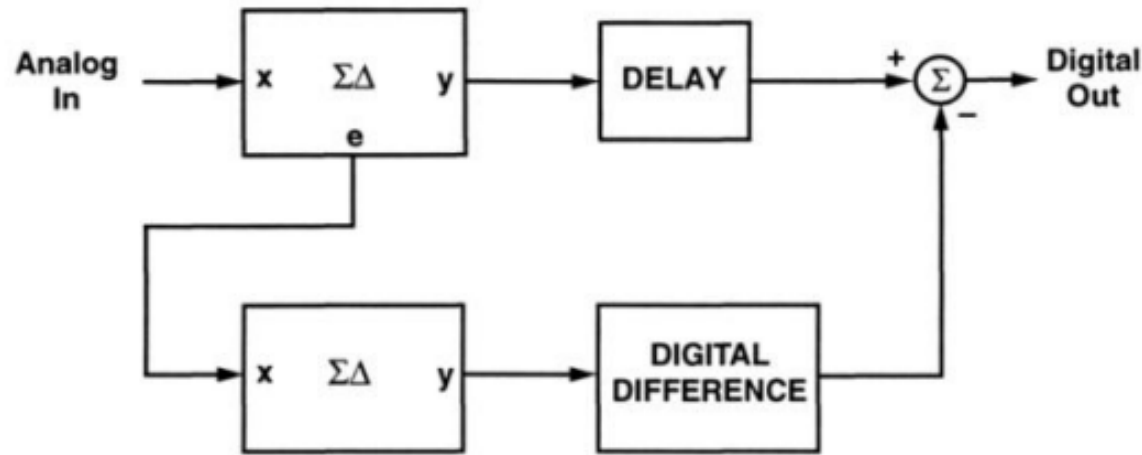 Analog
In
x ΣΔ y
e
DELAY
+
Σ
−
Digital
Out
x ΣΔ y
DIGITAL
DIFFERENCE